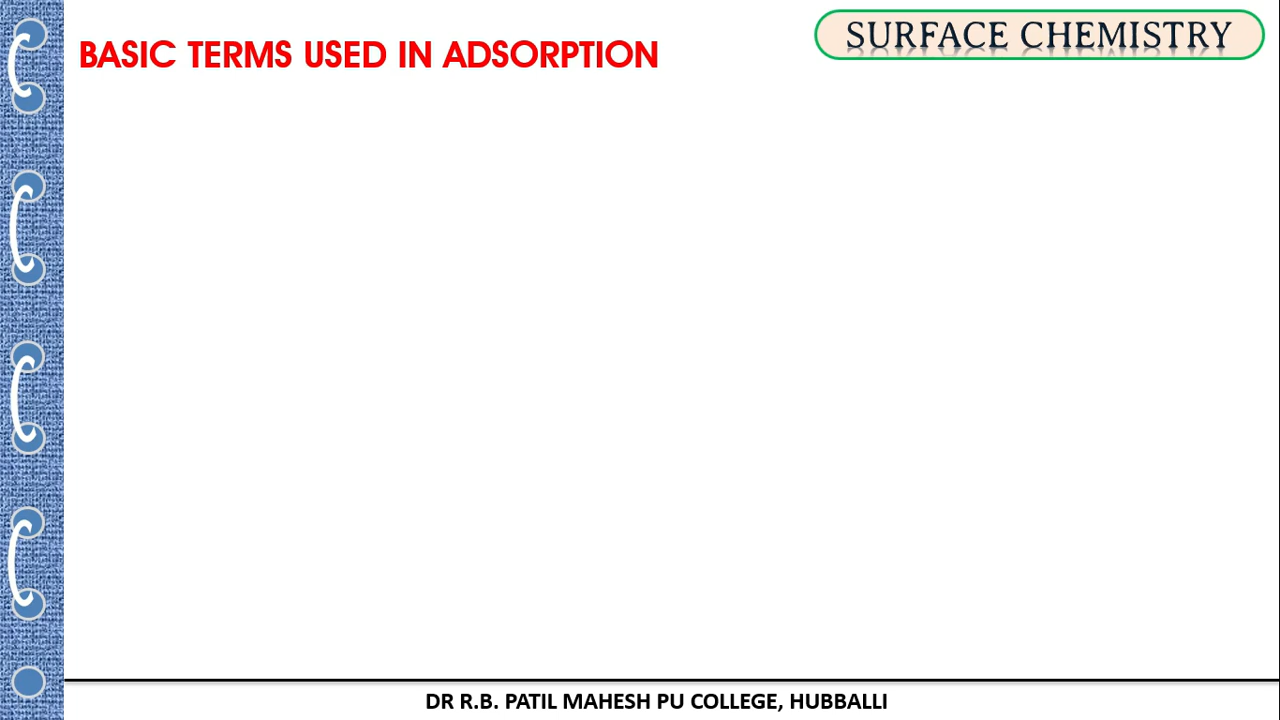 SURFACE CHEMISTRY
BASIC TERMS USED IN ADSORPTION
DR R.B. PATIL MAHESH PU COLLEGE, HUBBALLI